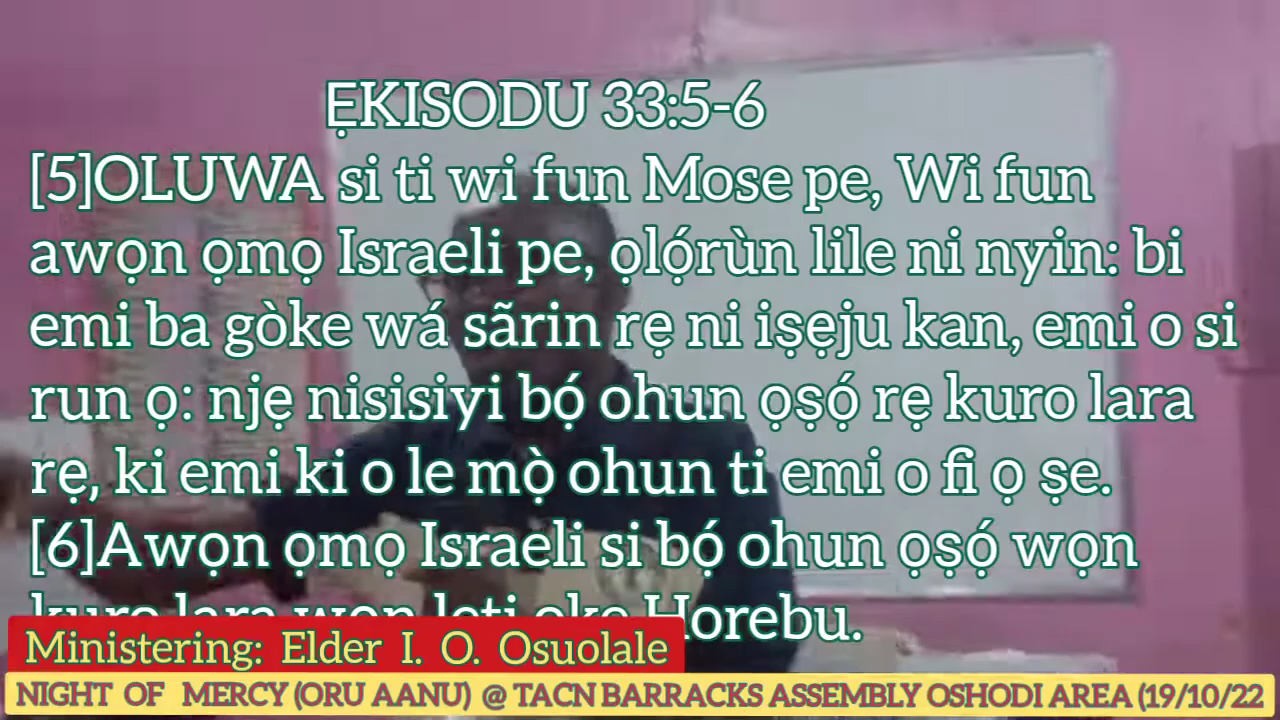 ẸKISODU 33:5-6
[5]OLUWA si ti wi fun Mose pe, Wi fun
awọn ọmọ Israeli pe, ọlọ́rùn lile ni nyin: bi
emi ba gòke wá sãrin rẹ ni iṣẹju kan, emi o si
run ọ: njẹ nisisiyi bọ́ ohun ọṣọ́ rẹ kuro lara
rẹ, ki emi ki o le mọ̀ ohun ti emi o fi ọ ṣe.
[6]Awọn ọmọ Israeli si bọ́ ohun ọṣọ́ wọn
kuro lara wọn leti oke Horebu.
Ministering: Elder I. O. Osuolale
NIGHT OF MERCY (ORU AANU) @ TACN BARRACKS ASSEMBLY OSHODI AREA (19/10/22